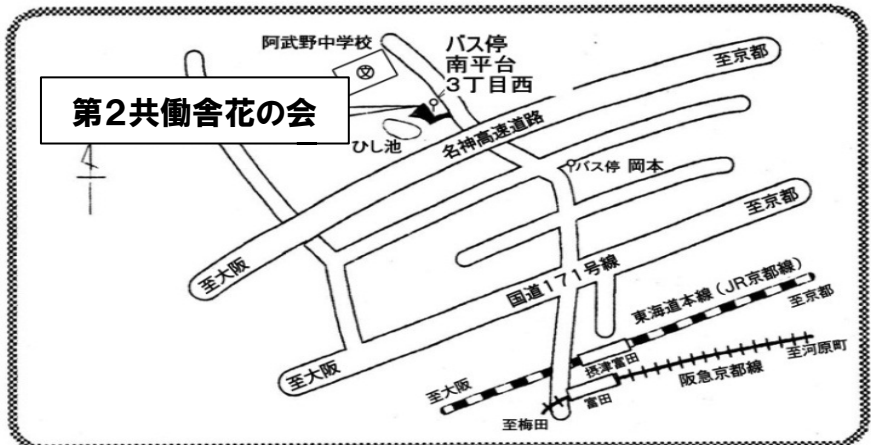 阿武野中学校
バス停
南平台
3丁目西
至京都
第2共働舎花の会
ひし池
名神高速道路
バス停 岡本
至京都
至大阪
国道171号線
東海道本線(JR京都線)
至京都
摂津富田
至河原町
至大阪
阪急京都線
至大阪
富田
至梅田